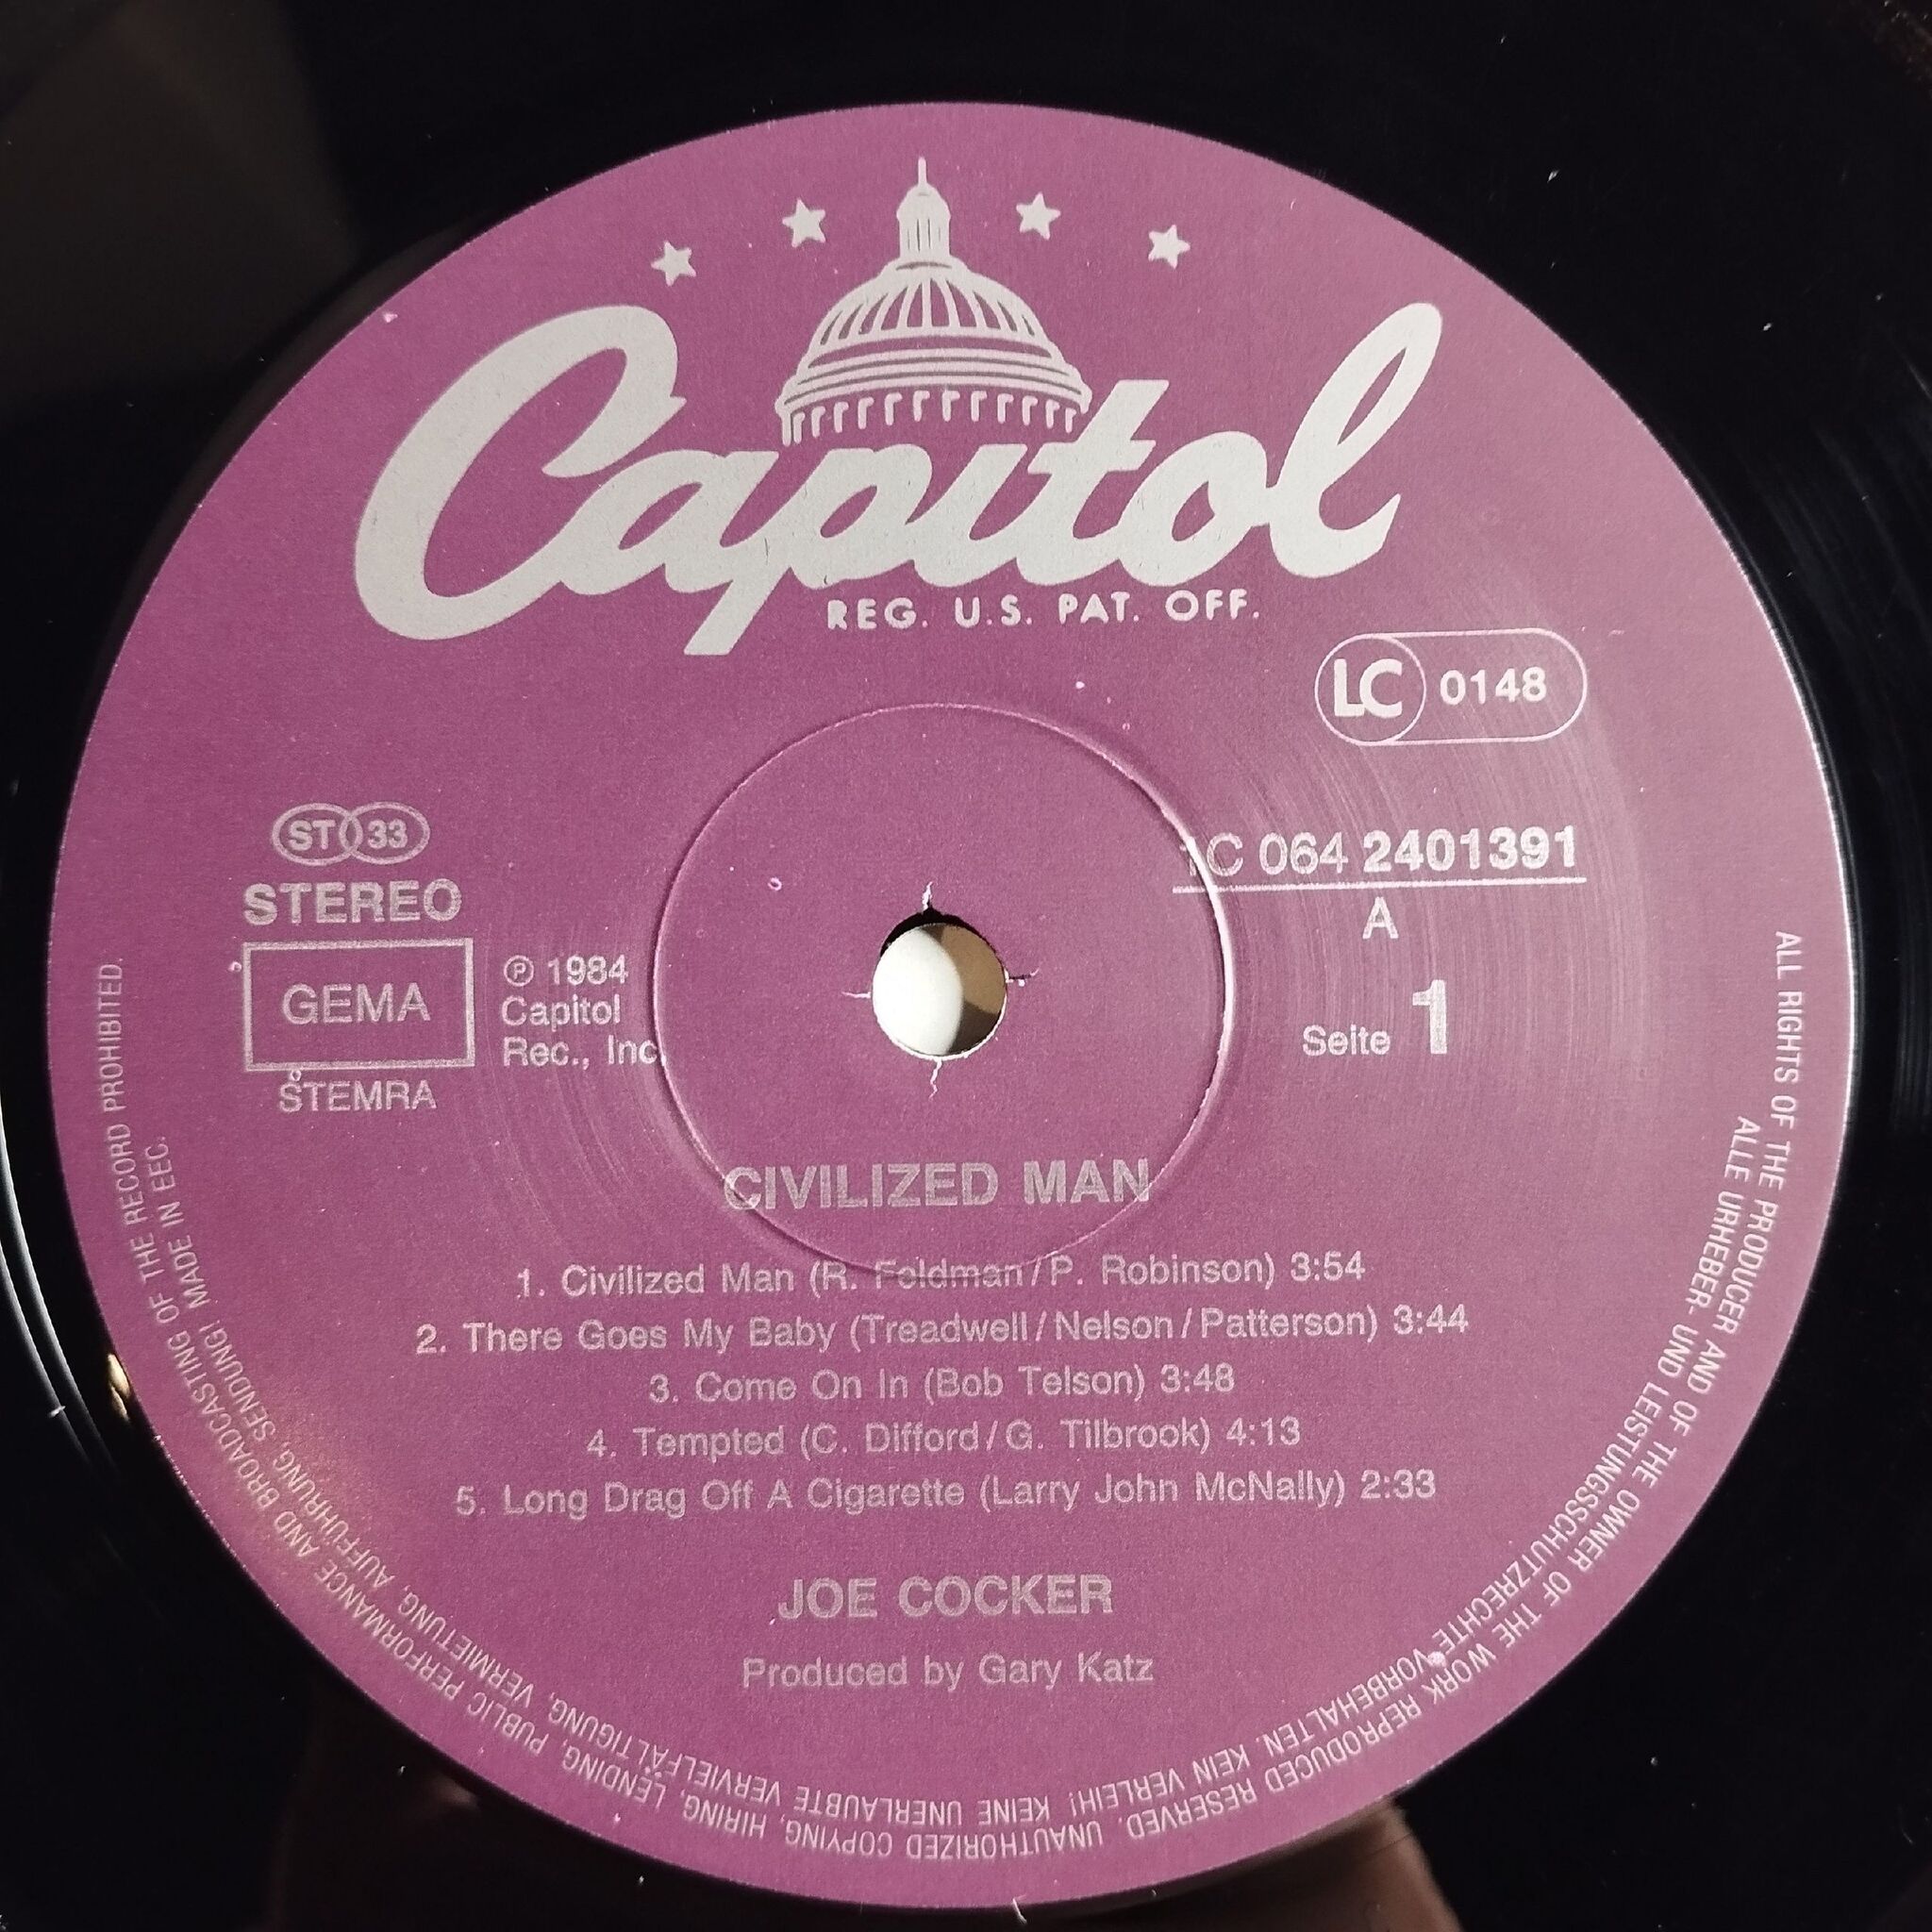 Capitol
REG. U.S. PAT. OFF.
LC 0148
ST 33
STEREO
GEMA
STEMRA
℗ 1984
Capitol
Rec., Inc.
1C 064 2401391
A
Seite 1
CIVILIZED MAN
1. Civilized Man (R. Feldman/P. Robinson) 3:54
2. There Goes My Baby (Treadwell/Nelson/Patterson) 3:44
3. Come On In (Bob Telson) 3:48
4. Tempted (C. Difford/G. Tilbrook) 4:13
5. Long Drag Off A Cigarette (Larry John McNally) 2:33
JOE COCKER
Produced by Gary Katz
ALL RIGHTS OF THE PRODUCER AND OF THE OWNER OF THE WORK REPRODUCED RESERVED. UNAUTHORIZED COPYING, HIRING, LENDING, PUBLIC PERFORMANCE AND BROADCASTING OF THE RECORD PROHIBITED.
ALLE URHEBER- UND LEISTUNGSSCHUTZRECHTE VORBEHALTEN. KEIN VERLEIH! KEINE UNERLAUBTE VERVIELFÄLTIGUNG, VERMIETUNG, AUFFÜHRUNG, SENDUNG! MADE IN EEC.